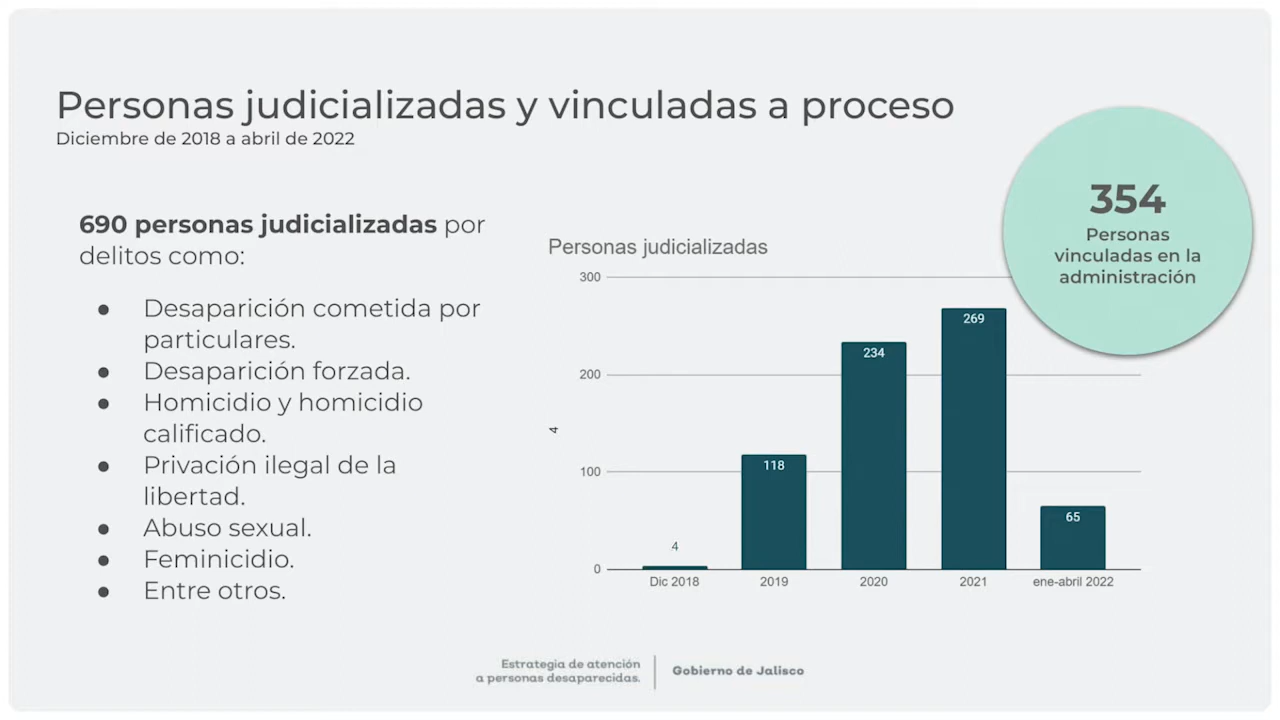 Personas judicializadas y vinculadas a proceso
Diciembre de 2018 a abril de 2022
690 personas judicializadas por
delitos como:
● Desaparición cometida por
particulares.
● Desaparición forzada.
● Homicidio y homicidio
calificado.
● Privación ilegal de la
libertad.
● Abuso sexual.
● Feminicidio.
● Entre otros.
354
Personas
vinculadas en la
administración
Personas judicializadas
300
200
100
0
4
4
118
234
269
65
Dic 2018
2019
2020
2021
ene-abril 2022
Estrategia de atención
a personas desaparecidas.
Gobierno de Jalisco